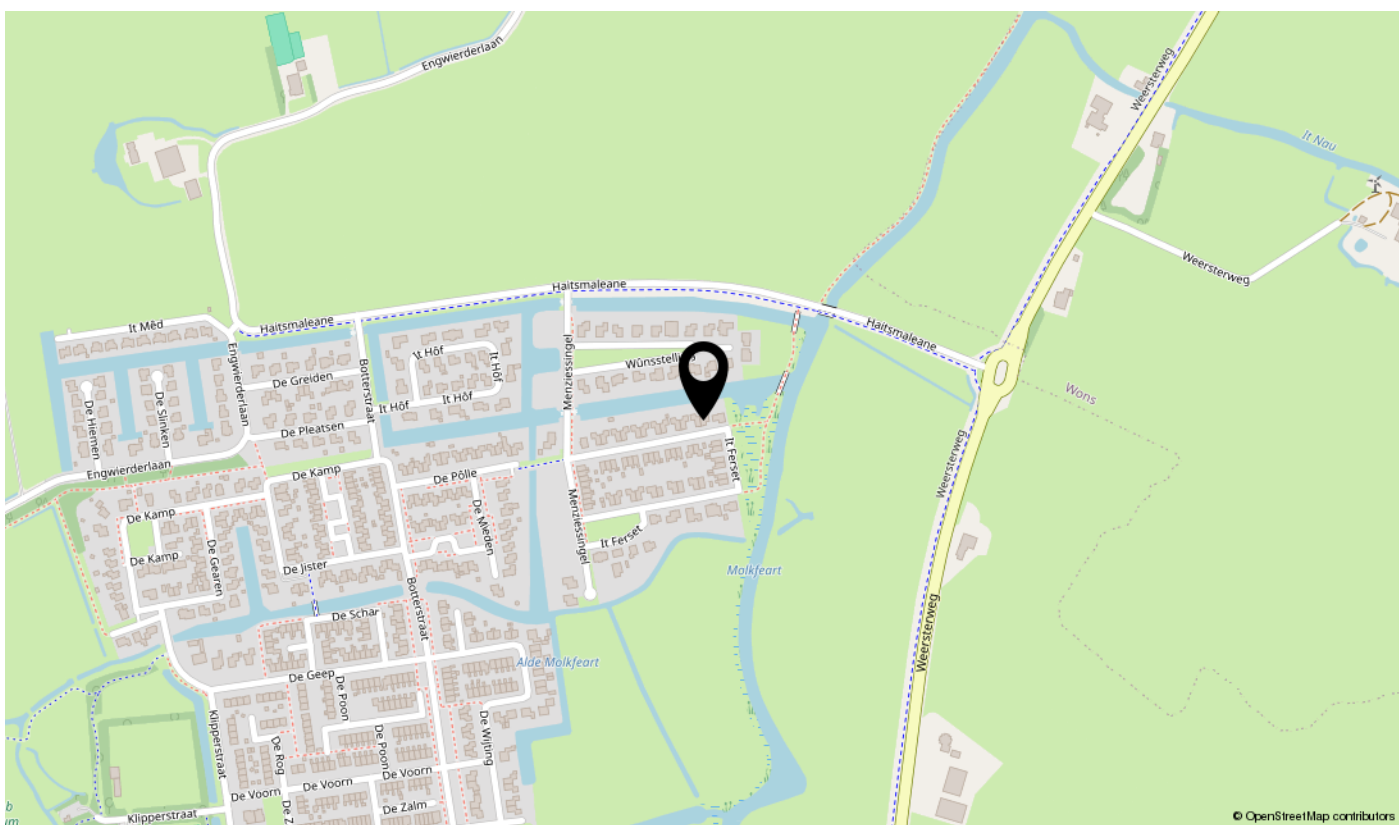 Engwierderlaan
Weersterweg
It Nau
Weersterweg
Haitsmaleane
It Mêd
Haitsmaleane
Haitsmaleane
Engwierderlaan
It Hôf
It Hôf
Menziessingel
Botterstraat
De Greiden
De Hiemen
De Slinken
It Hôf
It Hôf
Wons
De Pleatsen
It Ferset
Engwierderlaan
De Kamp
De Pôlle
Weersterweg
De Kamp
De Mieden
Menziessingel
It Ferset
De Kamp
De Gearen
De Jister
Molkfeart
Botterstraat
De Schar
Weersterweg
Alde Molkfeart
De Geep
De Poon
Klipperstraat
De Rog
De Poon
De Wijting
De Voorn
De Voorn
De Voorn
De Zalm
Klipperstraat
© OpenStreetMap contributors